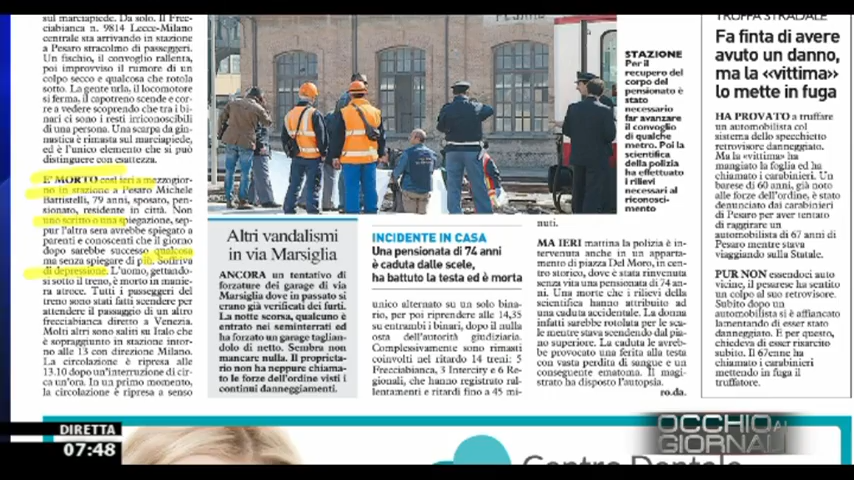 sul marciapiede. Da solo. Il Frec-
ciabianca n. 9814 Lecce-Milano
centrale sta arrivando in stazione
a Pesaro stracolmo di passeggeri.
Un fischio, il convoglio rallenta,
poi improvviso il rumore di un
colpo secco e qualcosa che rotola
sotto. La gente urla, il locomotore
si ferma, il capotreno scende e cor-
re a vedere scoprendo che tra i bi-
nari ci sono i resti irriconoscibili
di una persona. Una scarpa da gin-
nastica è rimasta sul marciapiede,
ed è l'unico elemento che si può
distinguere con esattezza.
E' MORTO così ieri a mezzogior-
no in stazione a Pesaro Michele
Battistelli, 79 anni, sposato, pen-
sionato, residente in città. Non
uno scritto o una spiegazione, sep-
pur l'altra sera avrebbe spiegato a
parenti e conoscenti che il giorno
dopo sarebbe successo qualcosa
ma senza spiegare di più. Soffriva
di depressione. L'uomo, gettando-
si sotto il treno, è morto in manie-
ra atroce. Tutti i passeggeri del
treno sono stati fatti scendere per
attendere il passaggio di un altro
frecciabianca diretto a Venezia.
Molti altri sono saliti su Italo che
è sopraggiunto in stazione intor-
no alle 13 con direzione Milano.
La circolazione è ripresa alle
13.10 dopo un'interruzione di cir-
ca un'ora. In un primo momento,
la circolazione è ripresa a senso
PESARO
STAZIONE
Per il
recupero del
corpo del
pensionato è
stato
necessario
far avanzare
il convoglio
di qualche
metro. Poi la
scientifica
della polizia
ha effettuato
i rilievi
necessari al
riconosci-
mento
Altri vandalismi
in via Marsiglia
ANCORA un tentativo di
forzature dei garage di via
Marsiglia dove in passato si
erano già verificati dei furti.
La notte scorsa, qualcuno è
entrato nei seminterrati ed
ha forzato un garage taglian-
dolo di netto. Sembra non
mancare nulla. Il proprieta-
rio non ha neppure chiama-
to le forze dell'ordine visti i
continui danneggiamenti.
INCIDENTE IN CASA
Una pensionata di 74 anni
è caduta dalle scele,
ha battuto la testa ed è morta
unico alternato su un solo bina-
rio, per poi riprendere alle 14,35
su entrambi i binari, dopo il nulla
osta dell'autorità giudiziaria.
Complessivamente sono rimasti
coinvolti nel ritardo 14 treni: 5
Frecciabianca, 3 Intercity e 6 Re-
gionali, che hanno registrato ral-
lentamenti e ritardi fino a 45 mi-
nuti.
MA IERI mattina la polizia è in-
tervenuta anche in un apparta-
mento di piazza Del Moro, in cen-
tro storico, dove è stata rinvenuta
senza vita una pensionata di 74 an-
ni. Una morte che i rilievi della
scientifica hanno attribuito ad
una caduta accidentale. La donna
infatti sarebbe rotolata per le sca-
le mentre stava scendendo dal pia-
no superiore. La caduta le avreb-
be provocato una ferita alla testa
con vasta perdita di sangue e un
conseguente ematoma. Il magi-
strato ha disposto l'autopsia.
ro.da.
TRUFFA STRADALE
Fa finta di avere
avuto un danno,
ma la «vittima»
lo mette in fuga
HA PROVATO a truffare
un automobilista col
sistema dello specchietto
retrovisore danneggiato.
Ma la «vittima» ha
mangiato la foglia ed ha
chiamato i carabinieri. Un
barese di 60 anni, già noto
alle forze dell'ordine, è stato
denunciato dai carabinieri
di Pesaro per aver tentato
di raggirare un
automobilista di 67 di
Pesaro mentre stava
viaggiando sulla Statale.
PUR NON essendoci auto
vicine, il pesarese ha sentito
un colpo al suo retrovisore.
Subito dopo un
automobilista si è affiancato
lamentando di esser stato
danneggiato. E per questo,
chiedeva di esser risarcito
subito. Il 67enne ha
chiamato i carabinieri
mettendo in fuga il
truffatore.
DIRETTA
07:48
OCCHIO AI
GIORNALI
Centro Dentale